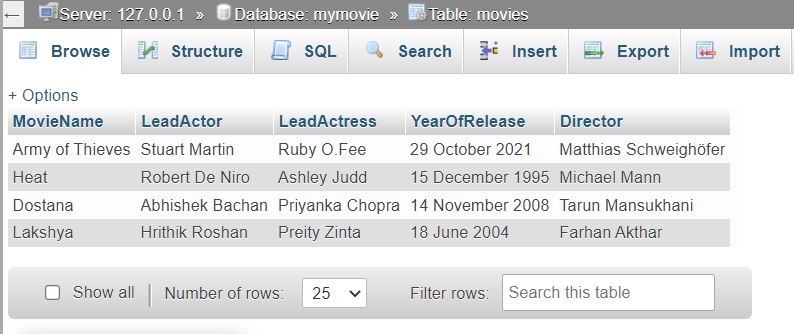 ← Server: 127.0.0.1 » Database: mymovie » Table: movies
Browse Structure SQL Search Insert Export Import
+ Options
MovieName LeadActor LeadActress YearOfRelease Director
Army of Thieves Stuart Martin Ruby O.Fee 29 October 2021 Matthias Schweighöfer
Heat Robert De Niro Ashley Judd 15 December 1995 Michael Mann
Dostana Abhishek Bachan Priyanka Chopra 14 November 2008 Tarun Mansukhani
Lakshya Hrithik Roshan Preity Zinta 18 June 2004 Farhan Akthar
Show all Number of rows: 25 Filter rows: Search this table